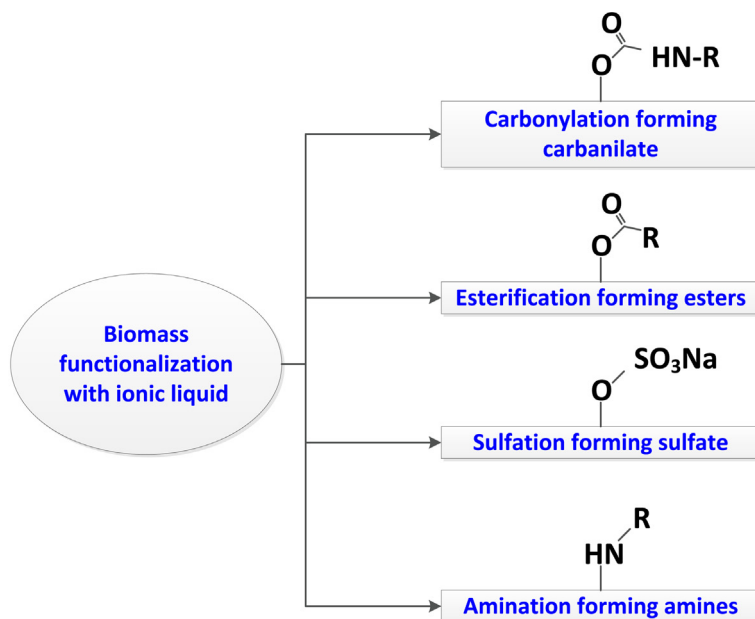 O
O
HN-R
Carbonylation forming
carbanilate
O
O
R
Esterification forming esters
Biomass
functionalization
with ionic liquid
SO₃Na
O
Sulfation forming sulfate
R
HN
Amination forming amines